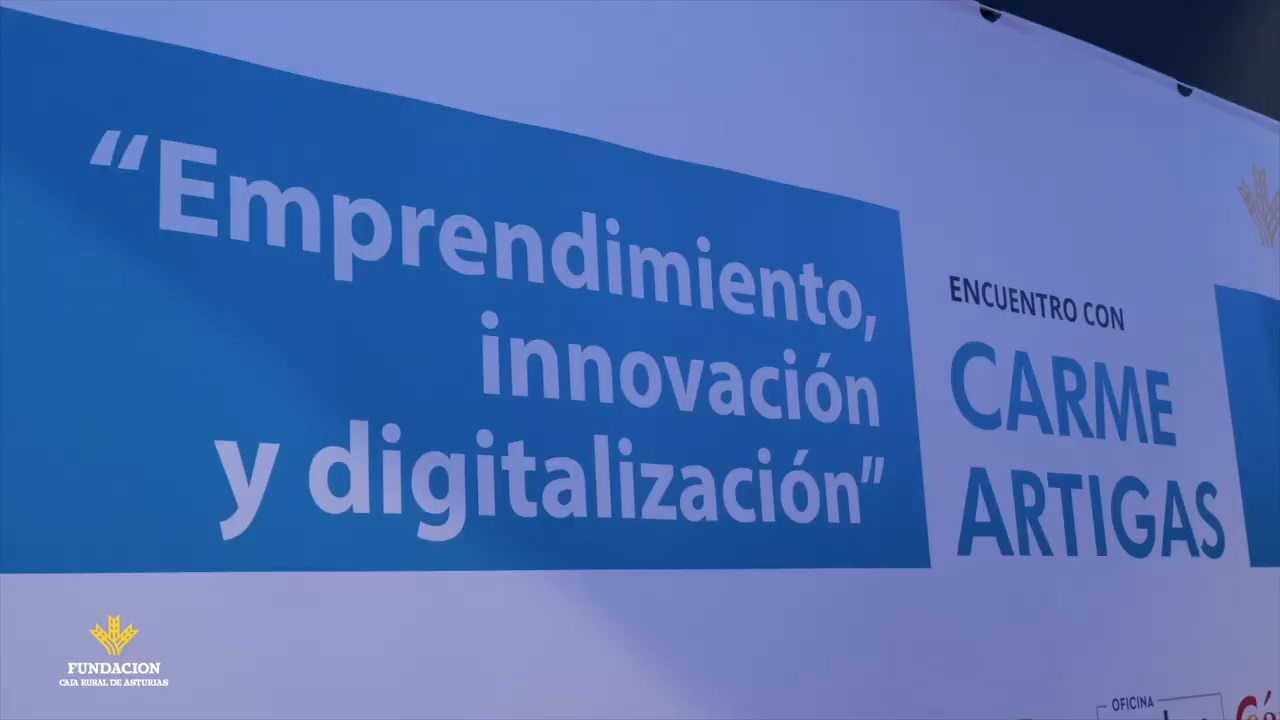 “Emprendimiento,
innovación
y digitalización”
ENCUENTRO CON
CARME
ARTIGAS
FUNDACION
CAJA RURAL DE ASTURIAS
OFICINA